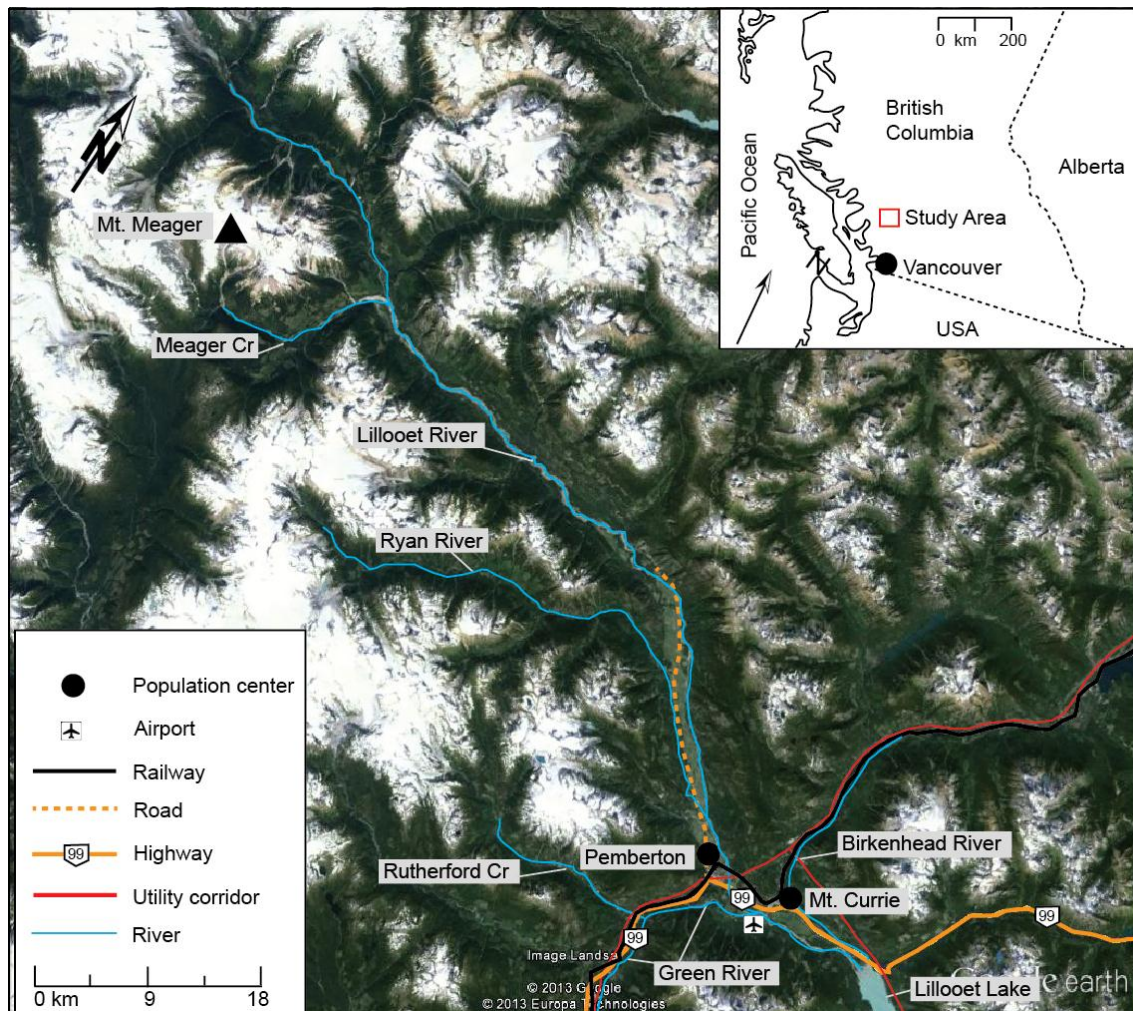 N
Mt. Meager
Meager Cr
Lillooet River
Ryan River
0 km 200
British
Columbia
Alberta
Pacific Ocean
Study Area
Vancouver
N
USA
Population center
Airport
Railway
Road
99
Highway
Utility corridor
River
0 km 9 18
Pemberton
Birkenhead River
Rutherford Cr
99
Mt. Currie
99
99
Green River
Lillooet Lake
Image Landsa
© 2013 Google
© 2013 Europa Technologies
Google earth